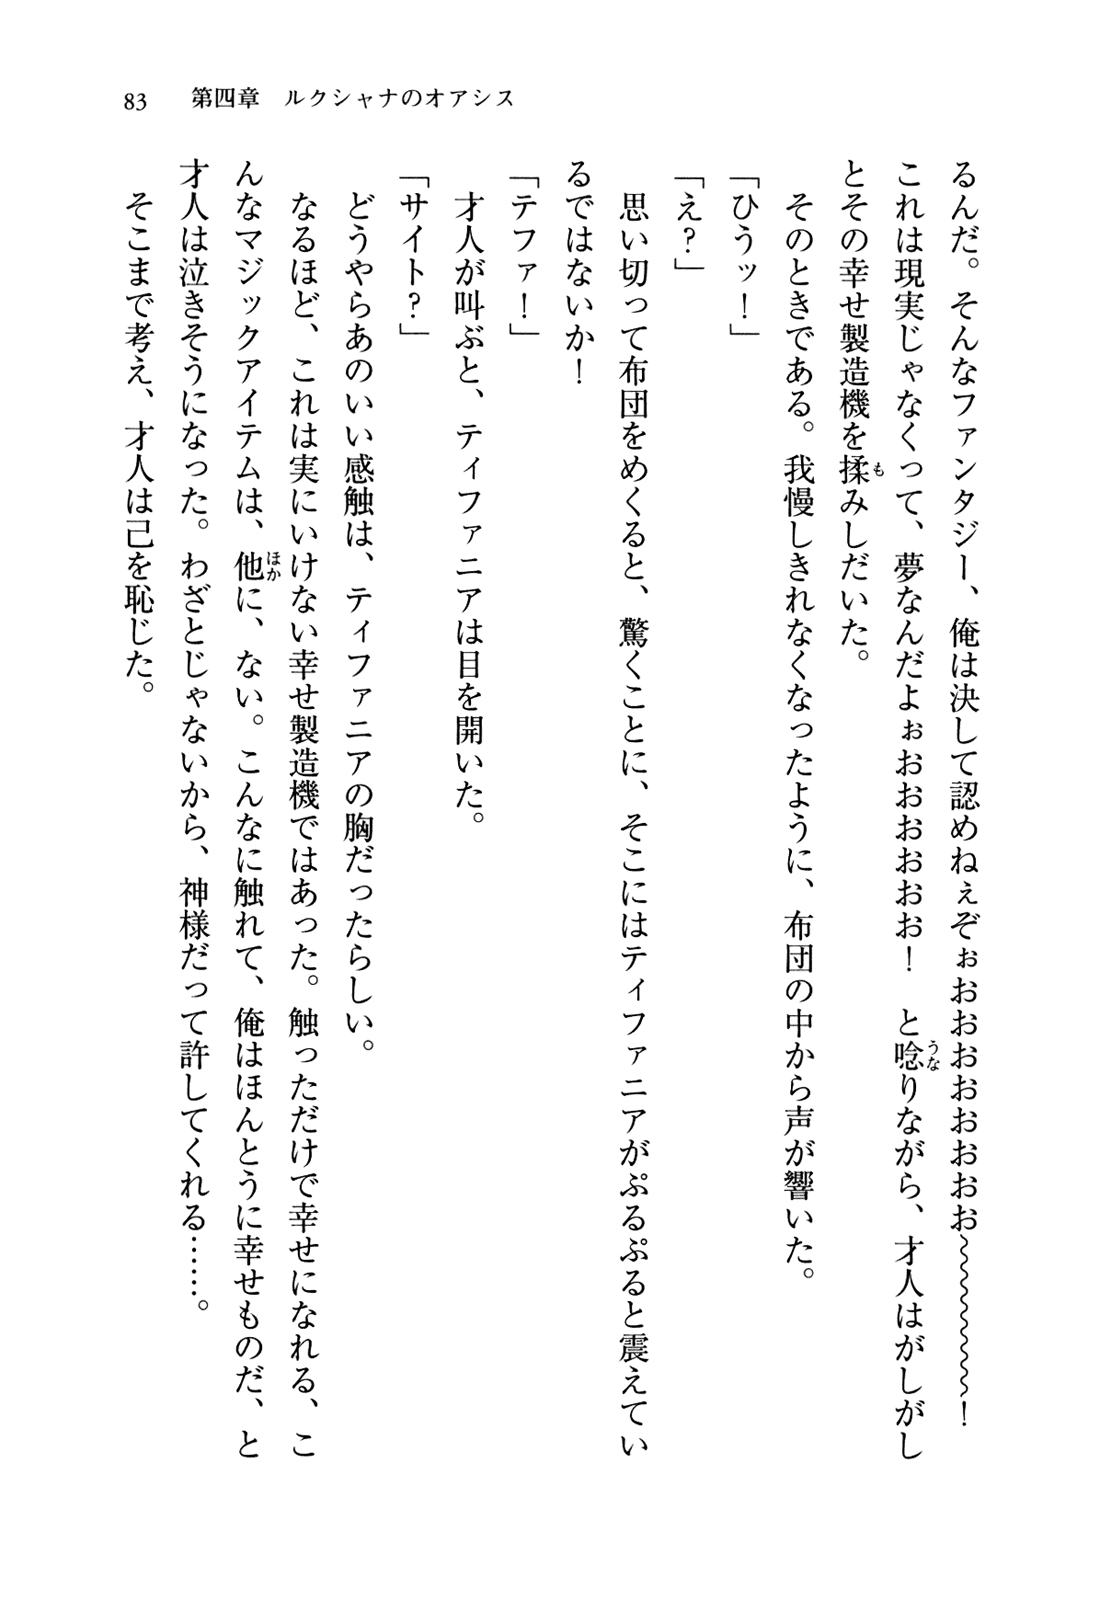 83　第四章　ルクシャナのオアシス
るんだ。そんなファンタジー、俺は決して認めねぇぞぉおおおおおおおお〜〜〜〜〜〜〜！
これは現実じゃなくって、夢なんだよぉおおおおおお！　と唸りながら、才人はがしがし
とその幸せ製造機を揉みしだいた。
　そのときである。我慢しきれなくなったように、布団の中から声が響いた。
「ひうッ！」
「え？」
　思い切って布団をめくると、驚くことに、そこにはティファニアがぷるぷると震えてい
るではないか！
「テファ！」
　才人が叫ぶと、ティファニアは目を開いた。
「サイト？」
　どうやらあのいい感触は、ティファニアの胸だったらしい。
　なるほど、これは実にいけない幸せ製造機ではあった。触っただけで幸せになれる、こ
んなマジックアイテムは、他に、ない。こんなに触れて、俺はほんとうに幸せものだ、と
才人は泣きそうになった。わざとじゃないから、神様だって許してくれる……。
　そこまで考え、才人は己を恥じた。